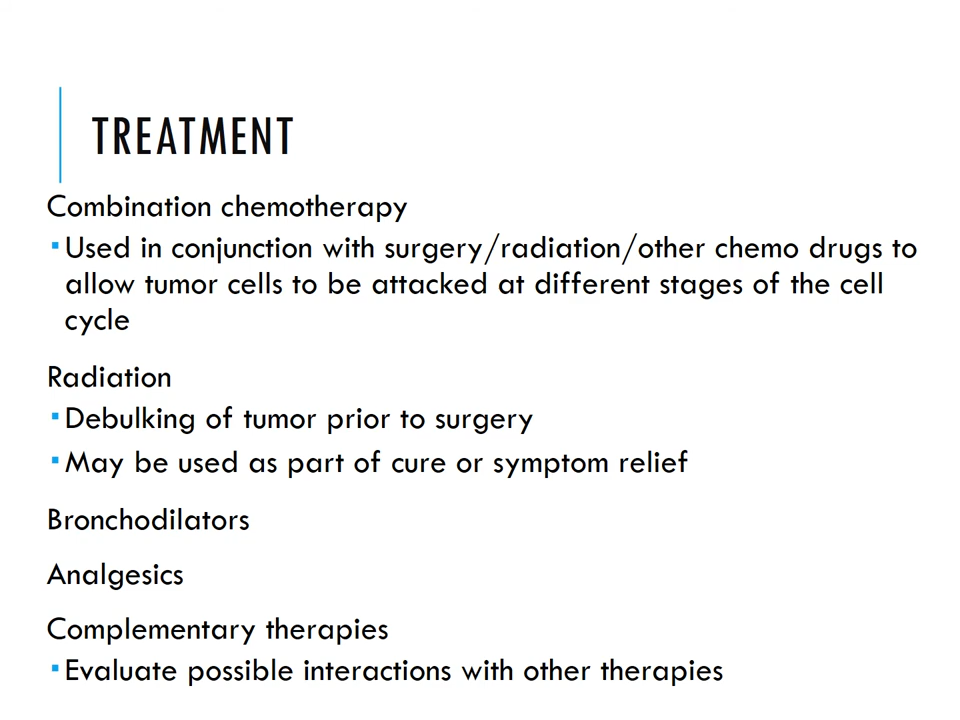 TREATMENT
Combination chemotherapy
▪ Used in conjunction with surgery/radiation/other chemo drugs to
allow tumor cells to be attacked at different stages of the cell
cycle
Radiation
▪ Debulking of tumor prior to surgery
▪ May be used as part of cure or symptom relief
Bronchodilators
Analgesics
Complementary therapies
▪ Evaluate possible interactions with other therapies